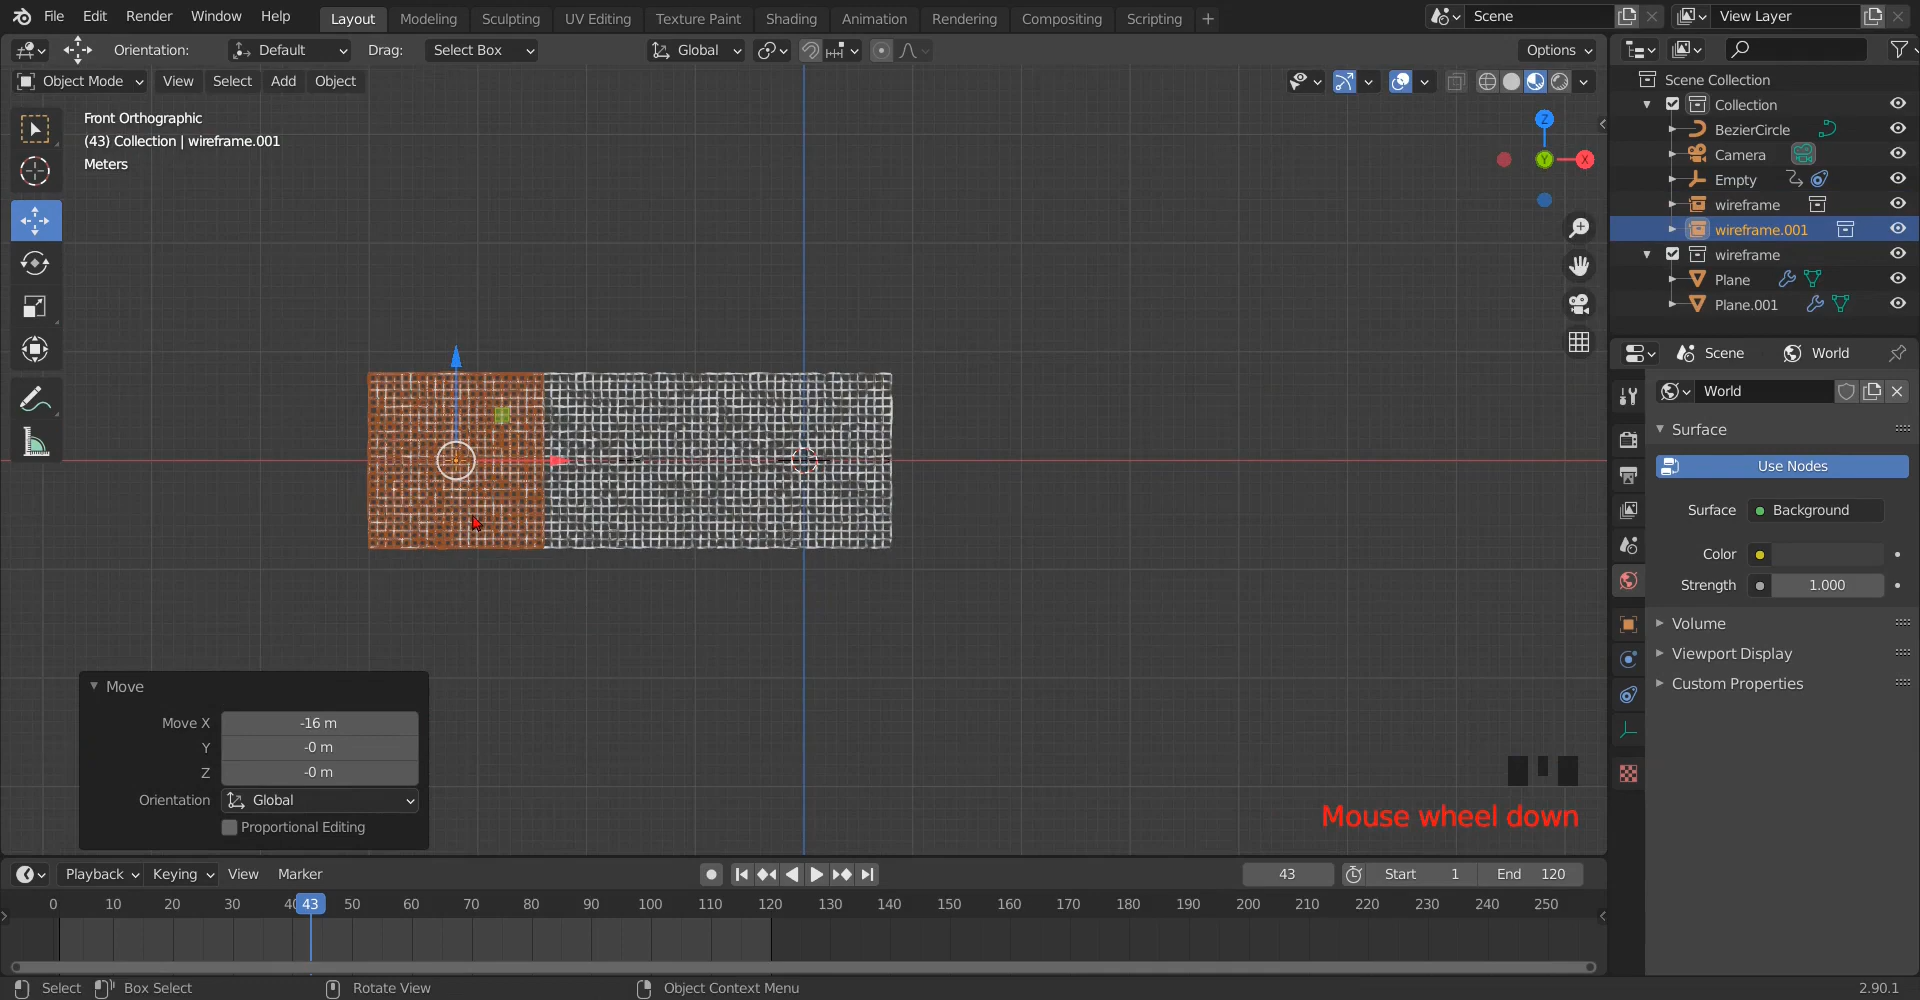 File Edit Render Window Help Layout Modeling Sculpting UV Editing Texture Paint Shading Animation Rendering Compositing Scripting + Scene View Layer
Orientation: Default Drag: Select Box Global Options
Object Mode View Select Add Object
Front Orthographic
(43) Collection | wireframe.001
Meters
Z
Y
X
Scene Collection
Collection
BezierCircle
Camera
Empty
wireframe
wireframe.001
wireframe
Plane
Plane.001
Scene World
World
Surface
Use Nodes
Surface Background
Color
Strength 1.000
Volume
Viewport Display
Custom Properties
Move
Move X -16 m
Y -0 m
Z -0 m
Orientation Global
Proportional Editing
Mouse wheel down
Playback Keying View Marker 43 Start 1 End 120
0 10 20 30 40 43 50 60 70 80 90 100 110 120 130 140 150 160 170 180 190 200 210 220 230 240 250
Select Box Select Rotate View Object Context Menu 2.90.1